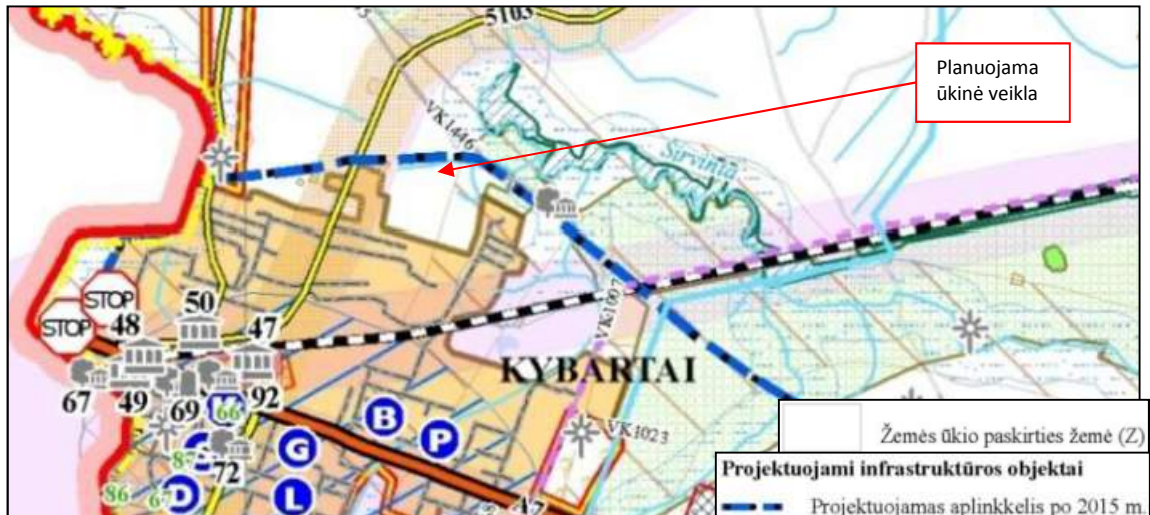 5103
Planuojama
ūkinė veikla
VK1446
Širvinta
STOP
50
STOP
48
47
VK1007
KYBARTAI
67
49
69
92
66
B
P
VK1023
G
72
87
86
67
D
L
Žemės ūkio paskirties žemė (Z)
Projektuojami infrastruktūros objektai
Projektuojamas aplinkkelis po 2015 m.